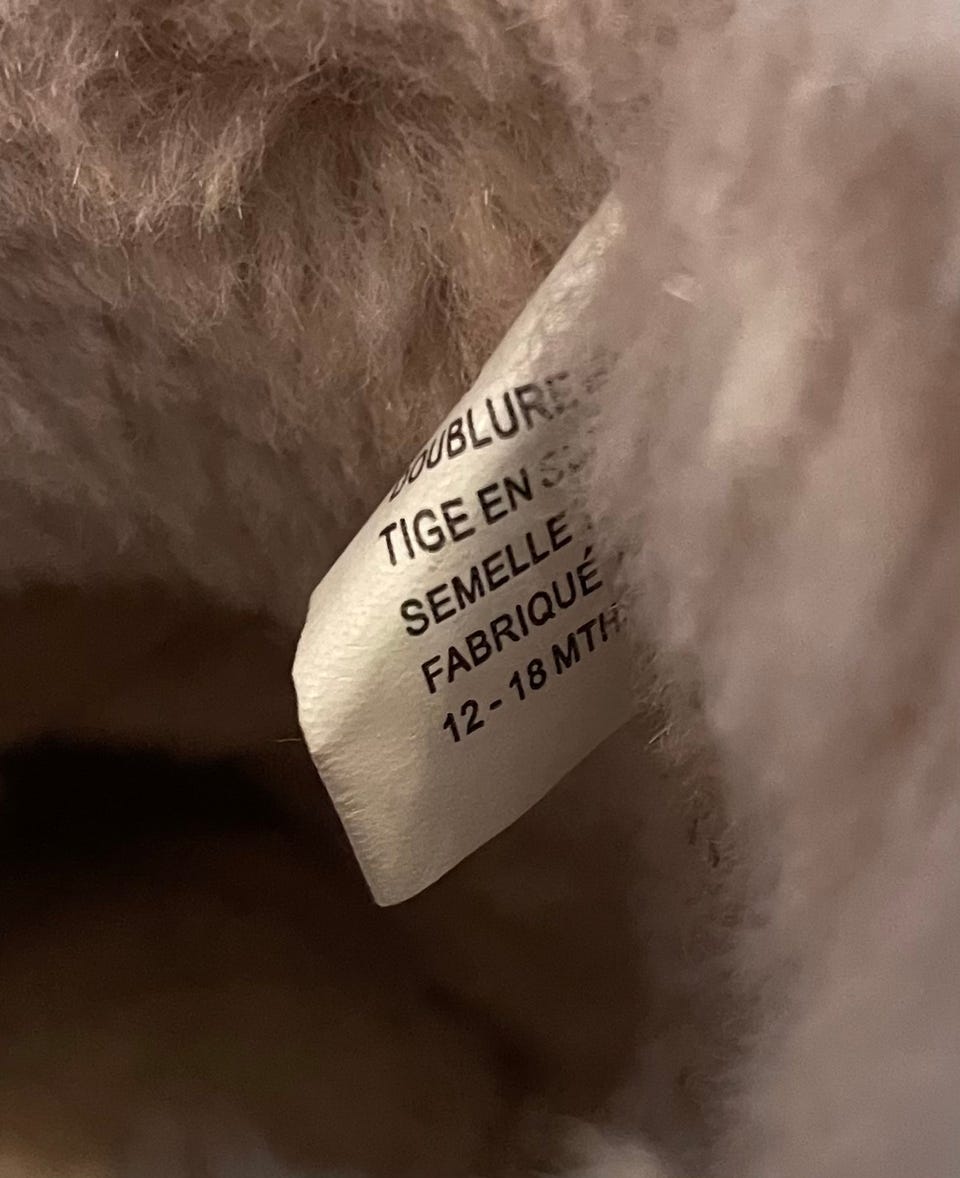 DOUBLURE
TIGE EN
SEMELLE
FABRIQUÉ
12 - 18 MTH